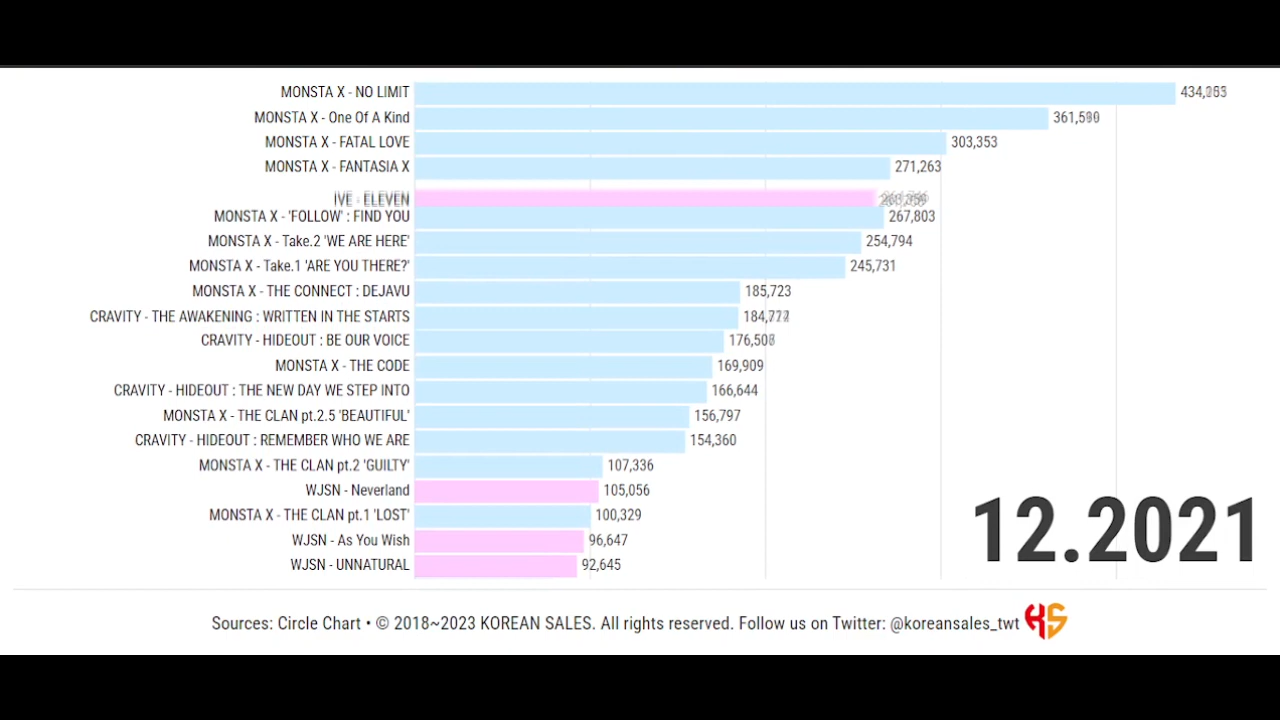 MONSTA X - NO LIMIT
MONSTA X - One Of A Kind
MONSTA X - FATAL LOVE 303,353
MONSTA X - FANTASIA X 271,263
IVE - ELEVEN
MONSTA X - 'FOLLOW' : FIND YOU 267,803
MONSTA X - Take.2 'WE ARE HERE' 254,794
MONSTA X - Take.1 'ARE YOU THERE?' 245,731
MONSTA X - THE CONNECT : DEJAVU 185,723
CRAVITY - THE AWAKENING : WRITTEN IN THE STARTS
CRAVITY - HIDEOUT : BE OUR VOICE
MONSTA X - THE CODE 169,909
CRAVITY - HIDEOUT : THE NEW DAY WE STEP INTO 166,644
MONSTA X - THE CLAN pt.2.5 'BEAUTIFUL' 156,797
CRAVITY - HIDEOUT : REMEMBER WHO WE ARE 154,360
MONSTA X - THE CLAN pt.2 'GUILTY' 107,336
WJSN - Neverland 105,056
MONSTA X - THE CLAN pt.1 'LOST' 100,329
WJSN - As You Wish 96,647
WJSN - UNNATURAL 92,645
12.2021
Sources: Circle Chart • © 2018~2023 KOREAN SALES. All rights reserved. Follow us on Twitter: @koreansales_twt KS